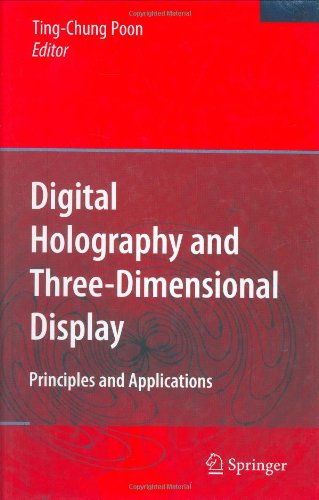 Ting-Chung Poon
Editor
Digital
Holography and
Three-Dimensional
Display
Principles and Applications
Springer